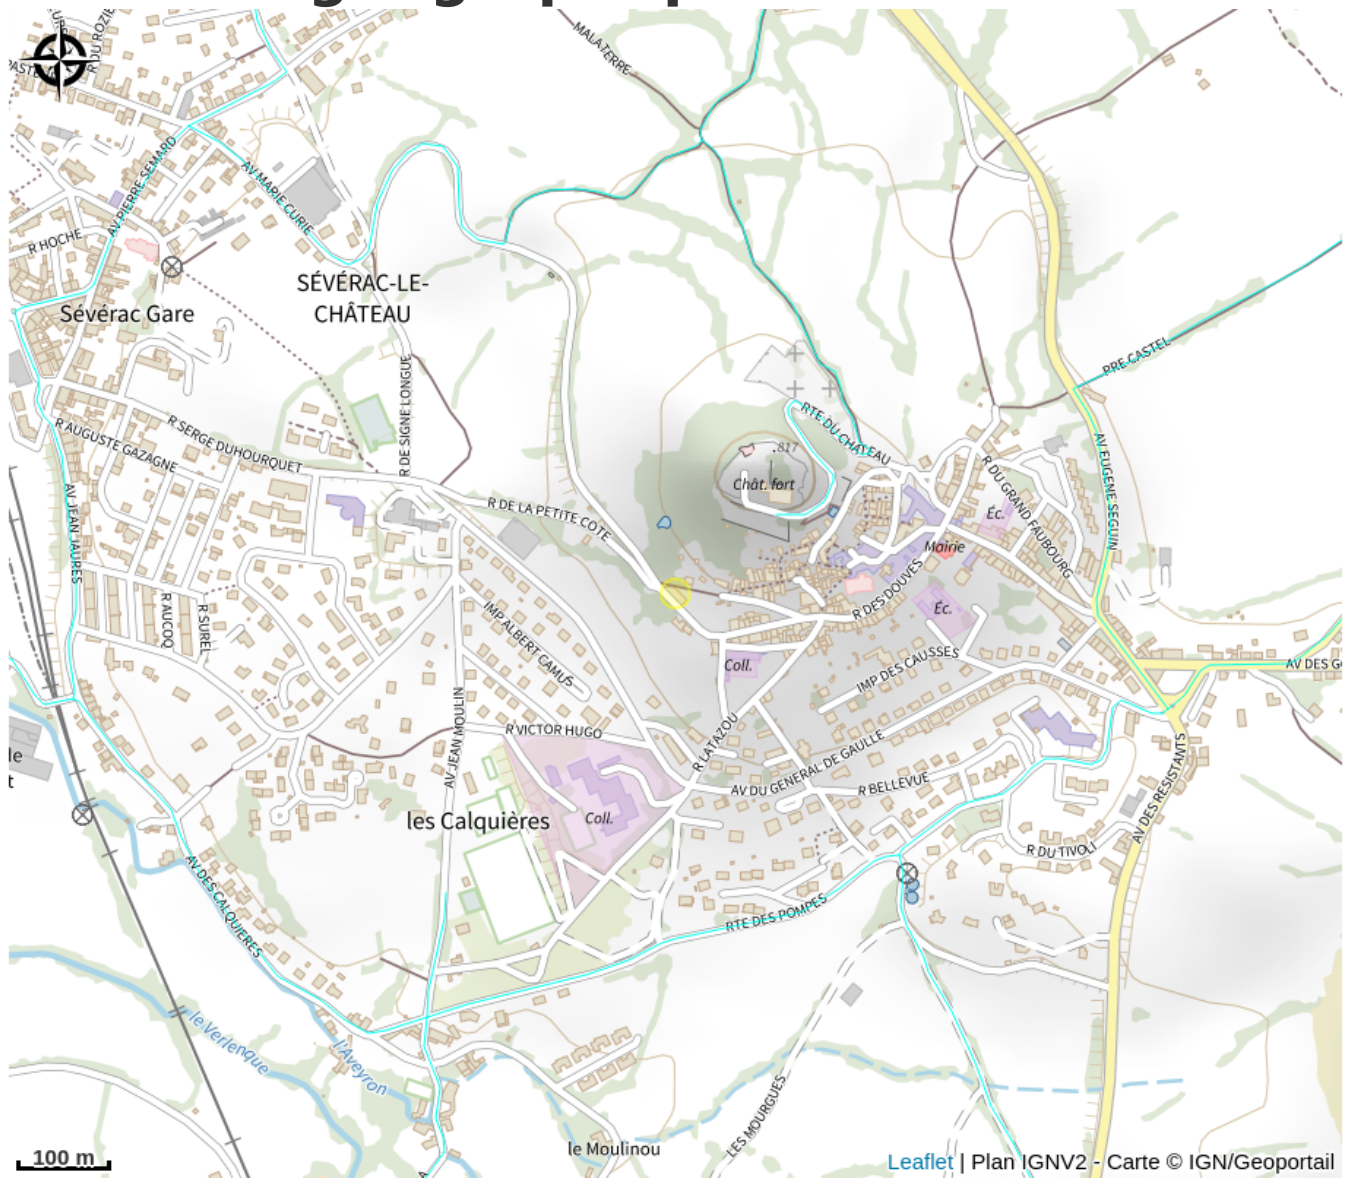 MALATERRE
R DU ROZIE
PASTEU
AV PIERRE SEMARD
AV MARIE CURIE
R HOCHE
SÉVÉRAC-LE-
CHÂTEAU
Sévérac Gare
PRE CASTEL
R DE SIGNE LONGUE
RTE DU CHATEAU
R SERGE DUHOURQUET
R AUGUSTE GAZAGNE
.817
Chât. fort
AV EUGENE SEGUIN
R DU GRAND FAUBOURG
Éc.
R DE LA PETITE COTE
Mairie
AV JEAN JAURES
R AUCOQ
R SUREL
R DES DOUVES
Éc.
IMP ALBERT CAMUS
Coll.
IMP DES CAUSSES
AV DES G
AV JEAN MOULIN
R VICTOR HUGO
R LATAZOU
AV DU GENERAL DE GAULLE
R BELLEVUE
AV DES RESISTANTS
le
t
les Calquières
Coll.
R DU TIVOLI
AV DES CALQUIERES
RTE DES POMPES
le Verlenque
l'Aveyron
LES MOURGUES
le Moulinou
A
100 m
Leaflet | Plan IGNV2 - Carte © IGN/Geoportail